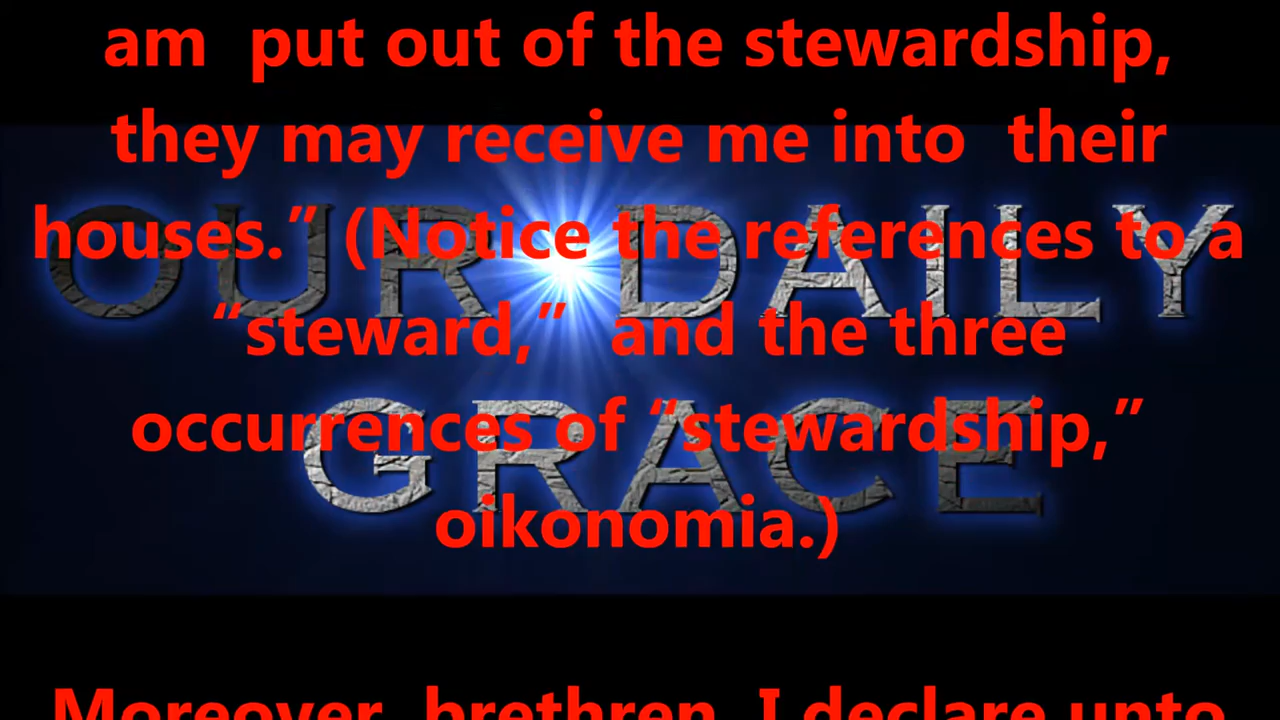 am put out of the stewardship,
they may receive me into their
houses.” (Notice the references to a
“steward,” and the three
occurrences of “stewardship,”
oikonomia.)
Moreover, brethren, I declare unto
OUR DAILY
GRACE